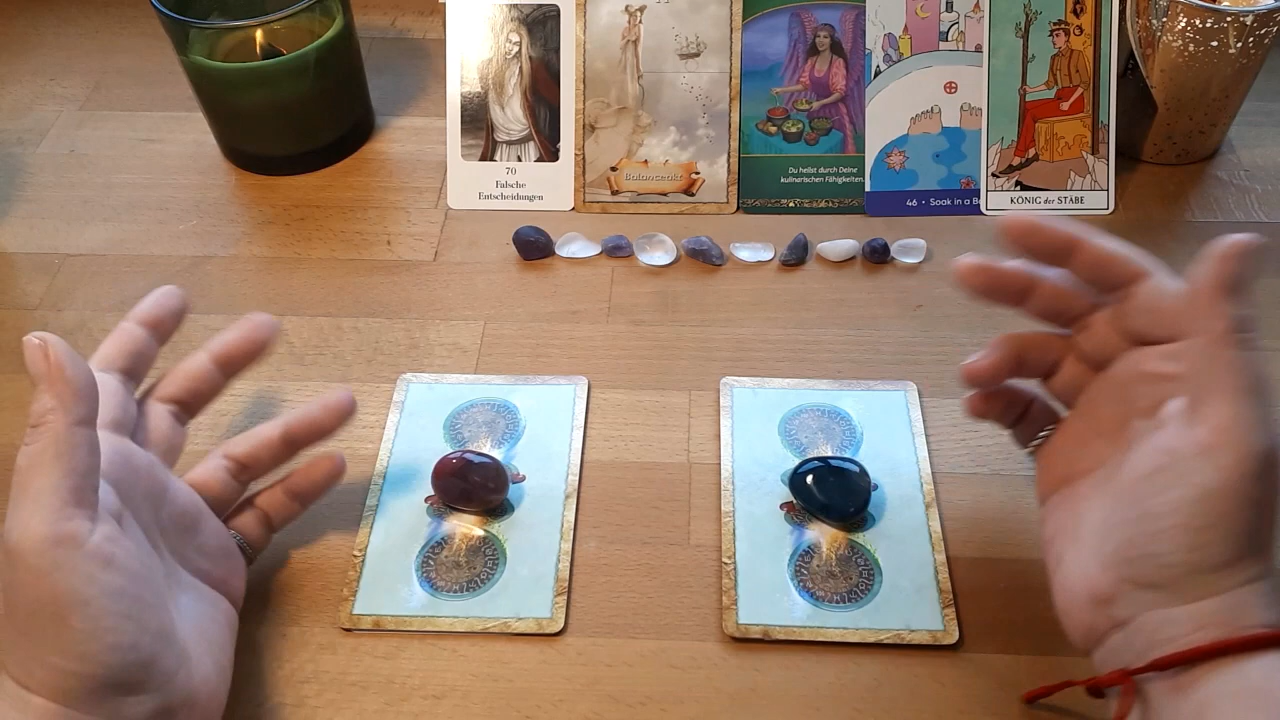 70
Falsche
Entscheidungen
Balanceakt
Du heilst durch Deine
kulinarischen Fähigkeiten.
46 • Soak in a B
KÖNIG der STÄBE